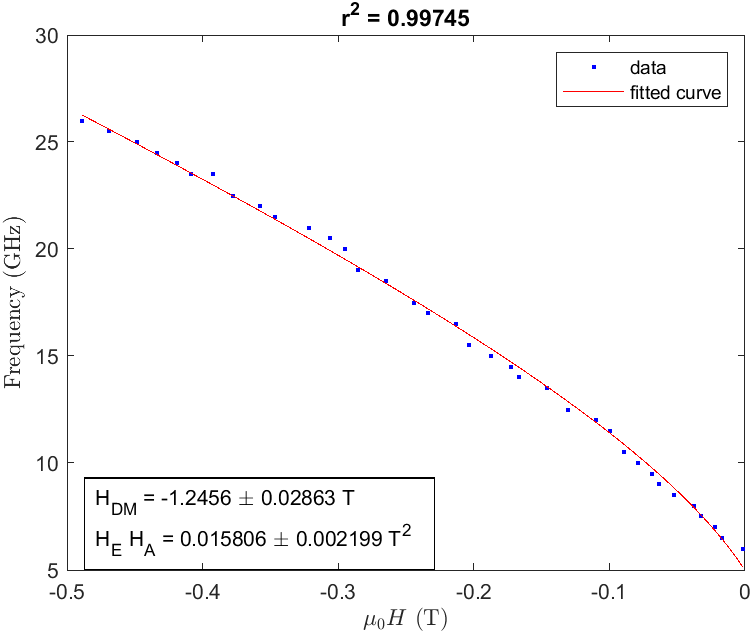 r² = 0.99745
data
fitted curve
30
25
20
15
10
5
Frequency (GHz)
H_DM = -1.2456 ± 0.02863 T
H_E H_A = 0.015806 ± 0.002199 T²
-0.5 -0.4 -0.3 -0.2 -0.1 0
μ₀H (T)